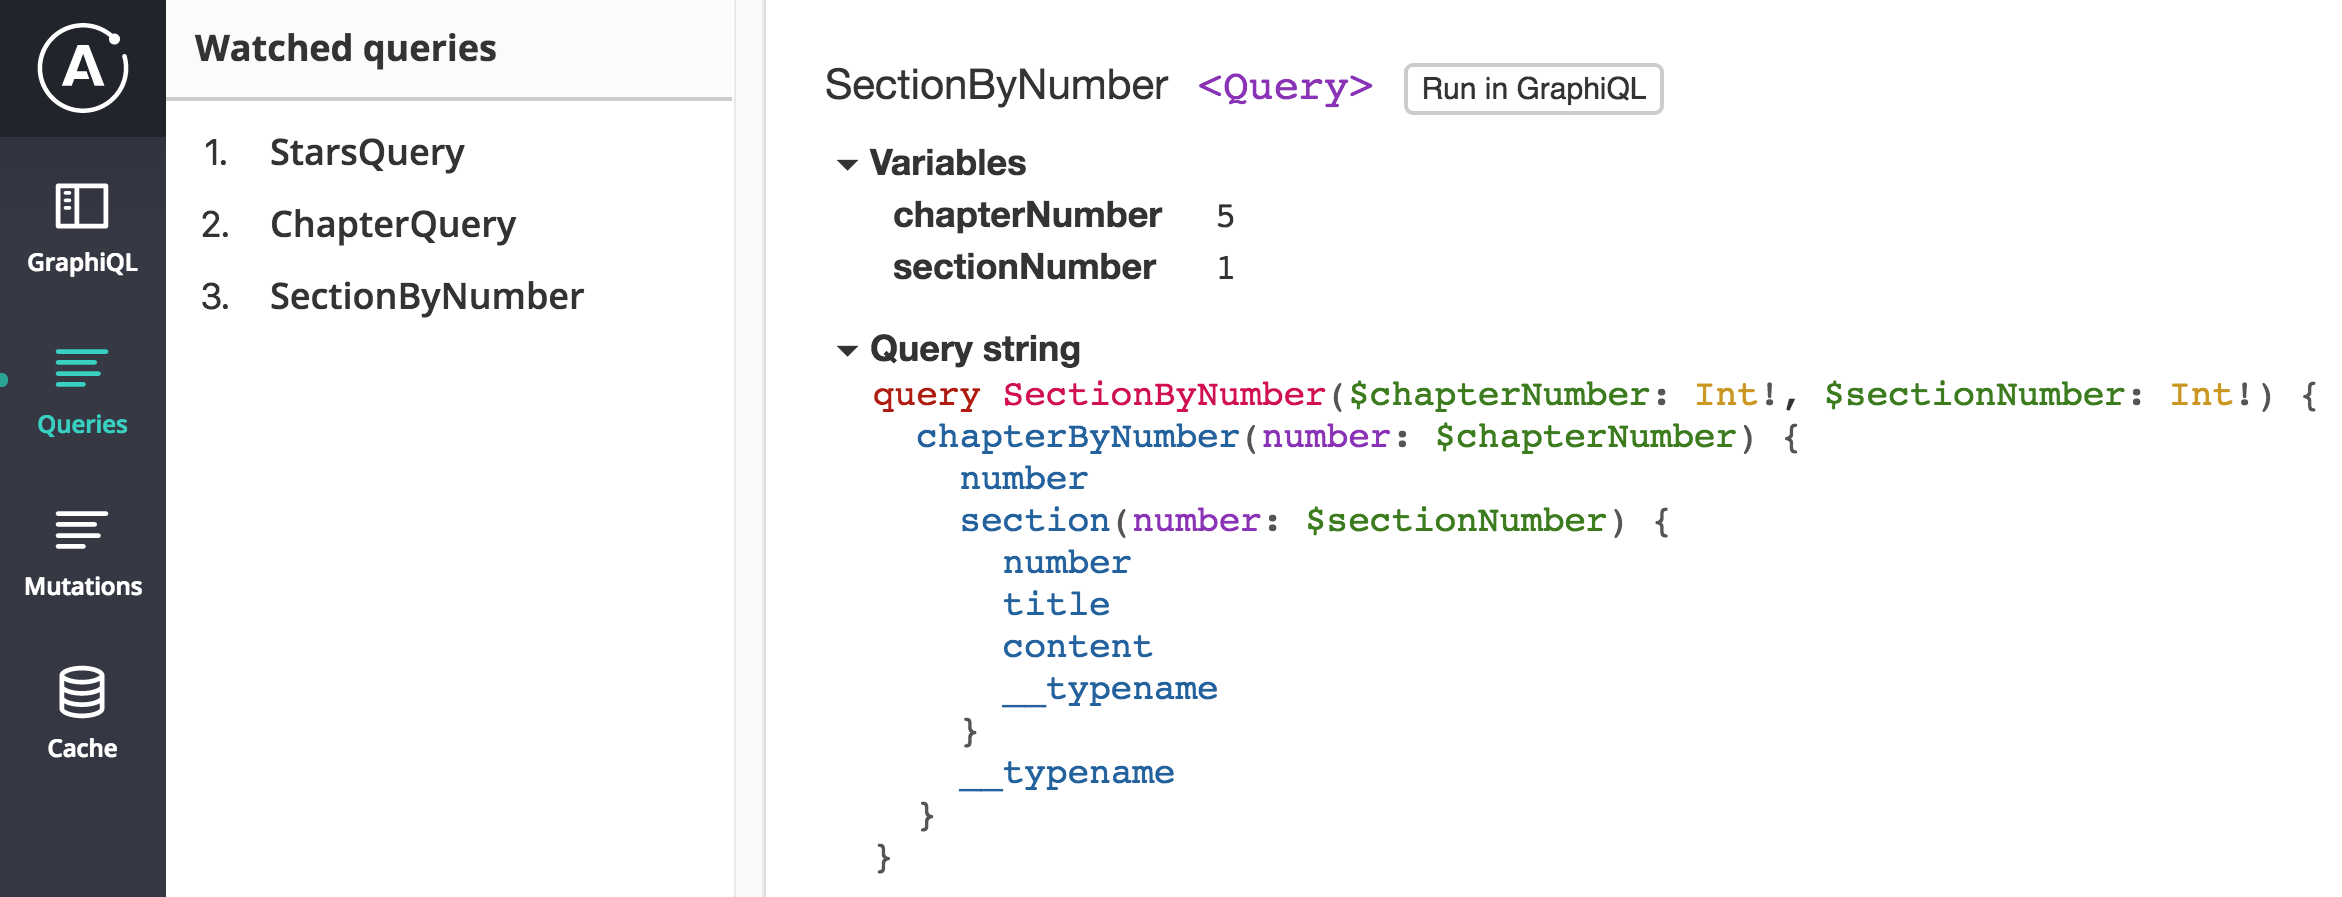 A
GraphiQL
Queries
Mutations
Cache
Watched queries
1. StarsQuery
2. ChapterQuery
3. SectionByNumber
SectionByNumber <Query> Run in GraphiQL
Variables
chapterNumber 5
sectionNumber 1
Query string
query SectionByNumber($chapterNumber: Int!, $sectionNumber: Int!) {
  chapterByNumber(number: $chapterNumber) {
    number
    section(number: $sectionNumber) {
      number
      title
      content
      __typename
    }
    __typename
  }
}